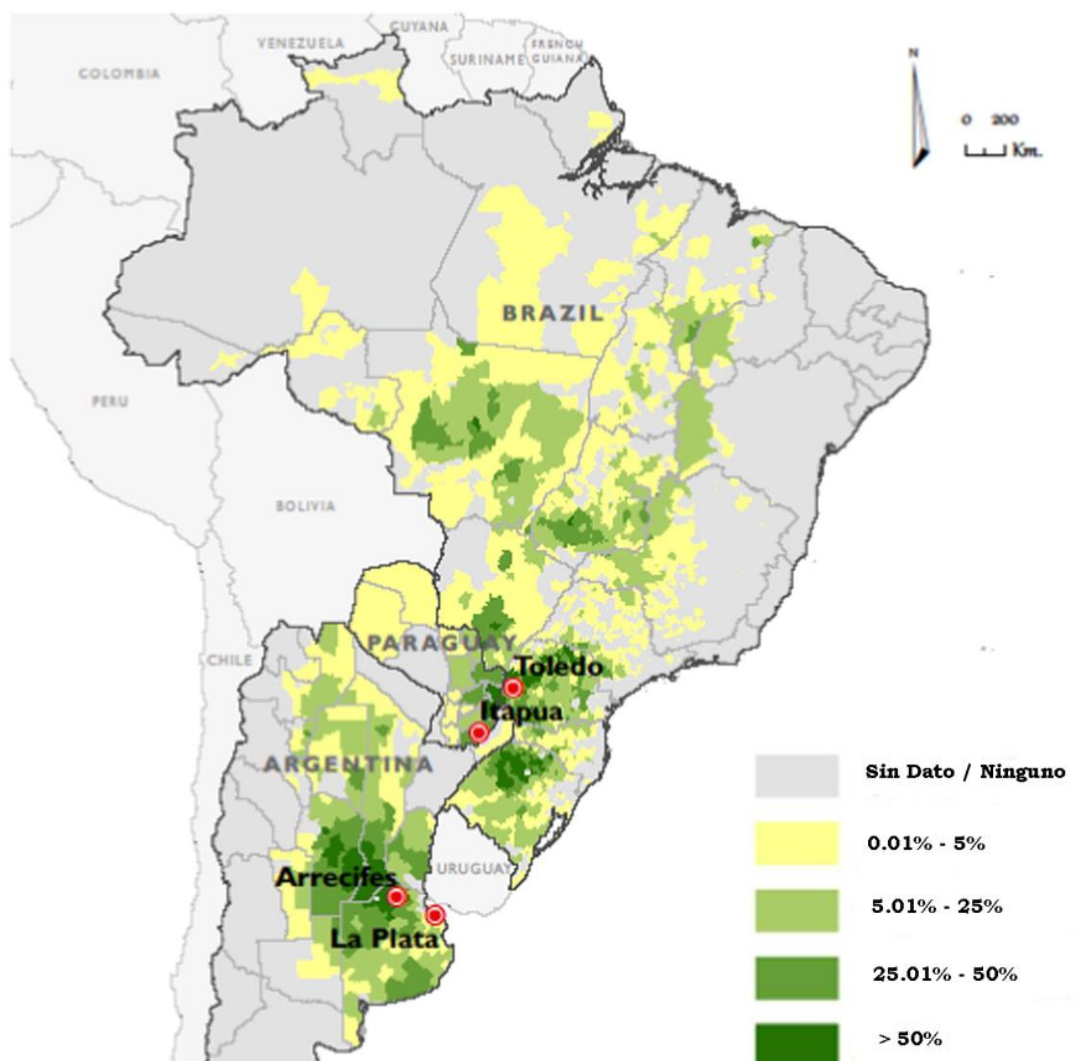 GUYANA
VENEZUELA
SURINAME
FRENCH
GUIANA
COLOMBIA
N
0 200
Km.
BRAZIL
PERU
BOLIVIA
PARAGUAY
CHILE
Toledo
Itapua
ARGENTINA
URUGUAY
Arrecifes
La Plata
Sin Dato / Ninguno
0.01% - 5%
5.01% - 25%
25.01% - 50%
> 50%